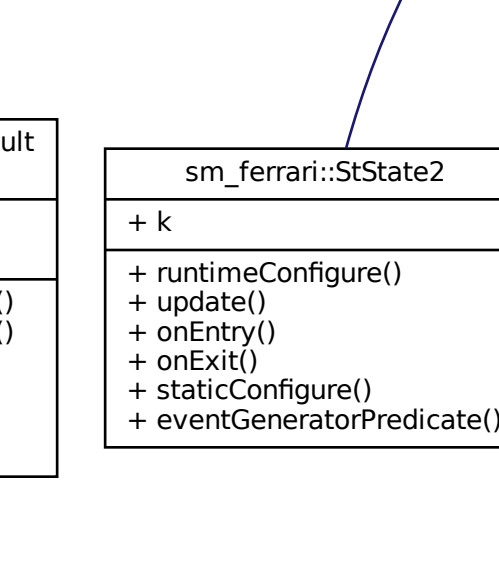 ult
()
()
sm_ferrari::StState2
+ k
+ runtimeConfigure()
+ update()
+ onEntry()
+ onExit()
+ staticConfigure()
+ eventGeneratorPredicate()